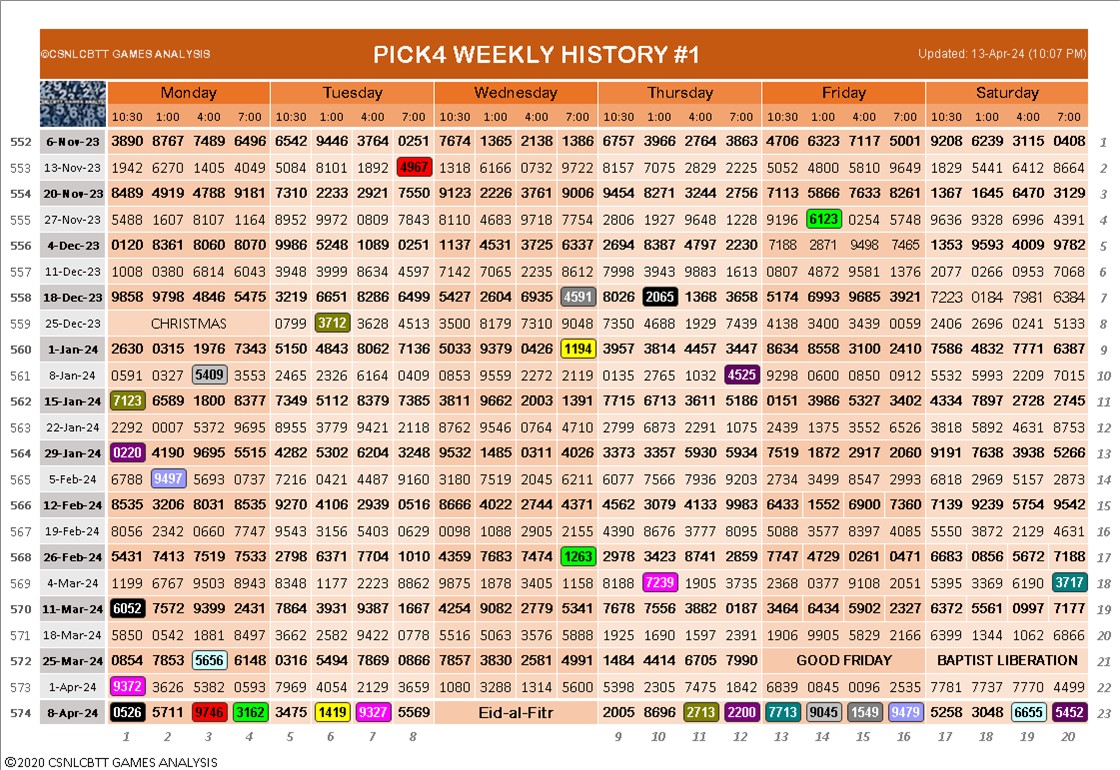 ©CSNLCBTT GAMES ANALYSIS PICK4 WEEKLY HISTORY #1 Updated: 13-Apr-24 (10:07 PM)
Monday Tuesday Wednesday Thursday Friday Saturday
10:30 1:00 4:00 7:00 10:30 1:00 4:00 7:00 10:30 1:00 4:00 7:00 10:30 1:00 4:00 7:00 10:30 1:00 4:00 7:00 10:30 1:00 4:00 7:00
552 6-Nov-23 3890 8767 7489 6496 6542 9446 3764 0251 7674 1365 2138 1386 6757 3966 2764 3863 4706 6323 7117 5001 9208 6239 3115 0408 1
553 13-Nov-23 1942 6270 1405 4049 5084 8101 1892 4967 1318 6166 0732 9722 8157 7075 2829 2225 5052 4800 5810 9649 1829 5441 6412 8664 2
554 20-Nov-23 8489 4919 4788 9181 7310 2233 2921 7550 9123 2226 3761 9006 9454 8271 3244 2756 7113 5866 7633 8261 1367 1645 6470 3129 3
555 27-Nov-23 5488 1607 8107 1164 8952 9972 0809 7843 8110 4683 9718 7754 2806 1927 9648 1228 9196 6123 0254 5748 9636 9328 6996 4391 4
556 4-Dec-23 0120 8361 8060 8070 9986 5248 1089 0251 1137 4531 3725 6337 2694 8387 4797 2230 7188 2871 9498 7465 1353 9593 4009 9782 5
557 11-Dec-23 1008 0380 6814 6043 3948 3999 8634 4597 7142 7065 2235 8612 7998 3943 9883 1613 0807 4872 9581 1376 2077 0266 0953 7068 6
558 18-Dec-23 9858 9798 4846 5475 3219 6651 8286 6499 5427 2604 6935 4591 8026 2065 1368 3658 5174 6993 9685 3921 7223 0184 7981 6384 7
559 25-Dec-23 CHRISTMAS 0799 3712 3628 4513 3500 8179 7310 9048 7350 4688 1929 7439 4138 3400 3439 0059 2406 2696 0241 5133 8
560 1-Jan-24 2630 0315 1976 7343 5150 4843 8062 7136 5033 9379 0426 1194 3957 3814 4457 3447 8634 8558 3100 2410 7586 4832 7771 6387 9
561 8-Jan-24 0591 0327 5409 3553 2465 2326 6164 0409 0853 9559 2272 2119 0135 2765 1032 4525 9298 0600 0850 0912 5532 5993 2209 7015 10
562 15-Jan-24 7123 6589 1800 8377 7349 5112 8379 7385 3811 9662 2003 1391 7715 6713 3611 5186 0151 3986 5327 3402 4334 7897 2728 2745 11
563 22-Jan-24 2292 0007 5372 9695 8955 3779 9421 2118 8762 9546 0764 4710 2799 6873 2291 1075 2439 1375 3552 6526 3818 5892 4631 8753 12
564 29-Jan-24 0220 4190 9695 5515 4282 5302 6204 3248 9532 1485 0311 4026 3373 3357 5930 5934 7519 1872 2917 2060 9191 7638 3938 5266 13
565 5-Feb-24 6788 9497 5693 0737 7216 0421 4487 9160 3180 7519 2045 6211 6077 7566 7936 9203 2734 3499 8547 2993 6818 2969 5157 2873 14
566 12-Feb-24 8535 3206 8031 8535 9270 4106 2939 0516 8666 4022 2744 4371 4562 3079 4133 9983 6433 1552 6900 7360 7139 9239 5754 9542 15
567 19-Feb-24 8056 2342 0660 7747 9543 3156 5403 0629 0098 1088 2905 2155 4390 8676 3777 8095 5088 3577 8397 4085 5550 3872 2129 4631 16
568 26-Feb-24 5431 7413 7519 7533 2798 6371 7704 1010 4359 7683 7474 1263 2978 3423 8741 2859 7747 4729 0261 0471 6683 0856 5672 7188 17
569 4-Mar-24 1199 6767 9503 8943 8348 1177 2223 8862 9875 1878 3405 1158 8188 7239 1905 3735 2368 0377 9108 2051 5395 3369 6190 3717 18
570 11-Mar-24 6052 7572 9399 2431 7864 3931 9387 1667 4254 9082 2779 5341 7678 7556 3882 0187 3464 6434 5902 2327 6372 5561 0997 7177 19
571 18-Mar-24 5850 0542 1881 8497 3662 2582 9422 0778 5516 5063 3576 5888 1925 1690 1597 2391 1906 9905 5829 2166 6399 1344 1062 6866 20
572 25-Mar-24 0854 7853 5656 6148 0316 5494 7869 0866 7857 3830 2581 4991 1484 4414 6705 7990 GOOD FRIDAY BAPTIST LIBERATION 21
573 1-Apr-24 9372 3626 5382 0593 7969 4054 2129 3659 1080 3288 1314 5600 5398 2305 7475 1842 6839 0845 0096 2535 7781 7737 7770 4499 22
574 8-Apr-24 0526 5711 9746 3162 3475 1419 9327 5569 Eid-al-Fitr 2005 8696 2713 2200 7713 9045 1549 9479 5258 3048 6655 5452 23
1 2 3 4 5 6 7 8 9 10 11 12 13 14 15 16 17 18 19 20
©2020 CSNLCBTT GAMES ANALYSIS